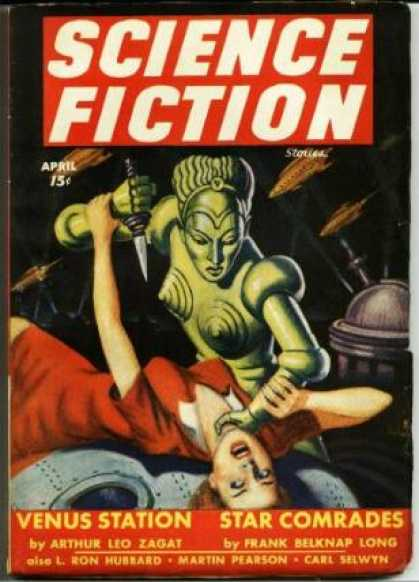 SCIENCE
FICTION
Stories
APRIL
15¢
VENUS STATION
by ARTHUR LEO ZAGAT
STAR COMRADES
by FRANK BELKNAP LONG
also L. RON HUBBARD • MARTIN PEARSON • CARL SELWYN